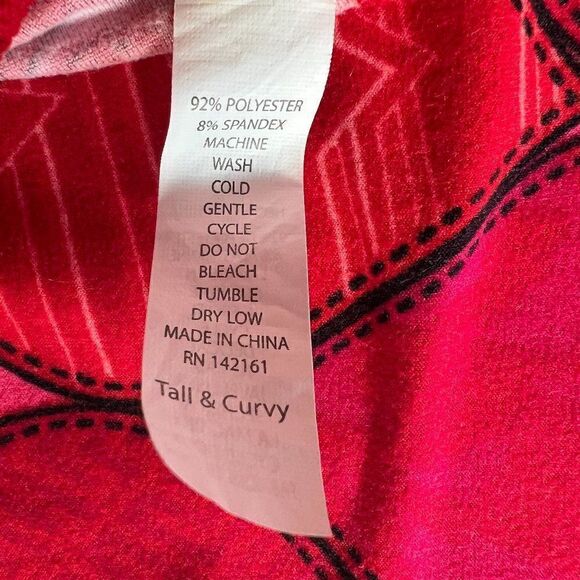 92% POLYESTER
8% SPANDEX
MACHINE
WASH
COLD
GENTLE
CYCLE
DO NOT
BLEACH
TUMBLE
DRY LOW
MADE IN CHINA
RN 142161
Tall & Curvy